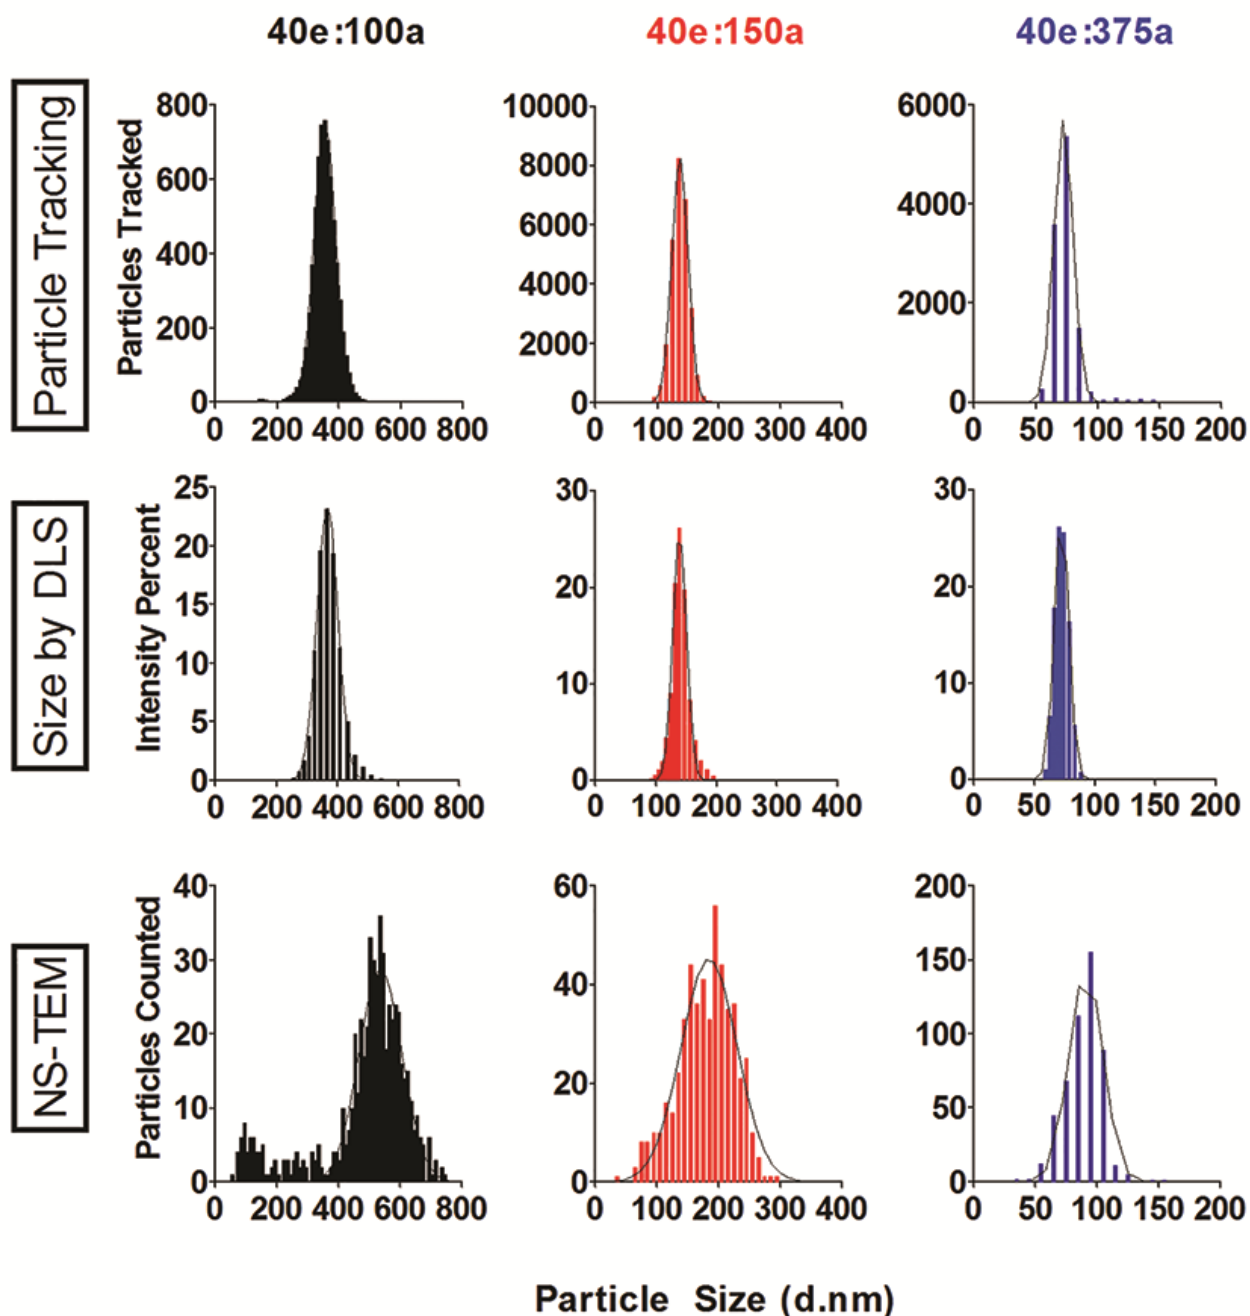 40e:100a 40e:150a 40e:375a
Particle Tracking
Particles Tracked
800
600
400
200
0
0 200 400 600 800
10000
8000
6000
4000
2000
0
0 100 200 300 400
6000
4000
2000
0
0 50 100 150 200
Size by DLS
Intensity Percent
25
20
15
10
5
0
0 200 400 600 800
30
20
10
0
0 100 200 300 400
30
20
10
0
0 50 100 150 200
NS-TEM
Particles Counted
40
30
20
10
0
0 200 400 600 800
60
40
20
0
0 100 200 300 400
200
150
100
50
0
0 50 100 150 200
Particle Size (d.nm)